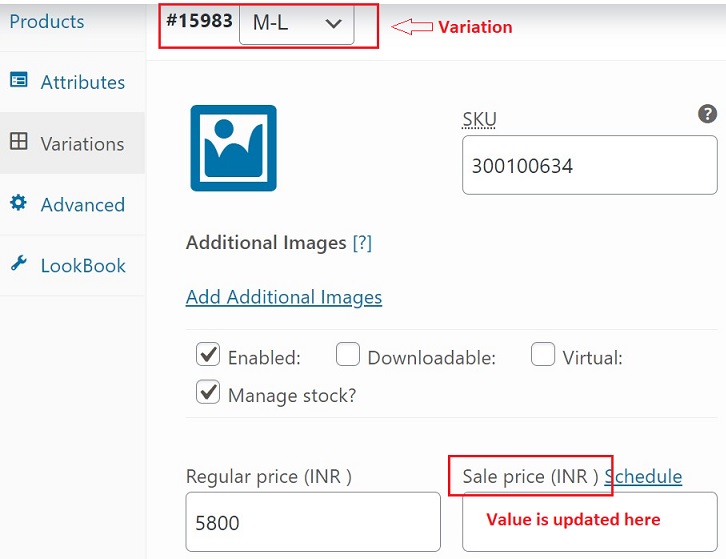 Products
#15983 M-L
Variation
Attributes
Variations
Advanced
LookBook
SKU ?
300100634
Additional Images [?]
Add Additional Images
Enabled: Downloadable: Virtual:
Manage stock?
Regular price (INR )
5800
Sale price (INR ) Schedule
Value is updated here